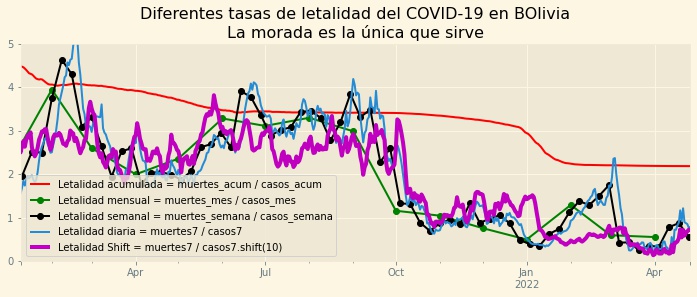 Diferentes tasas de letalidad del COVID-19 en BOlivia
La morada es la única que sirve
5
4
3
2
1
0
Letalidad acumulada = muertes_acum / casos_acum
Letalidad mensual = muertes_mes / casos_mes
Letalidad semanal = muertes_semana / casos_semana
Letalidad diaria = muertes7 / casos7
Letalidad Shift = muertes7 / casos7.shift(10)
Apr
Jul
Oct
Jan
2022
Apr